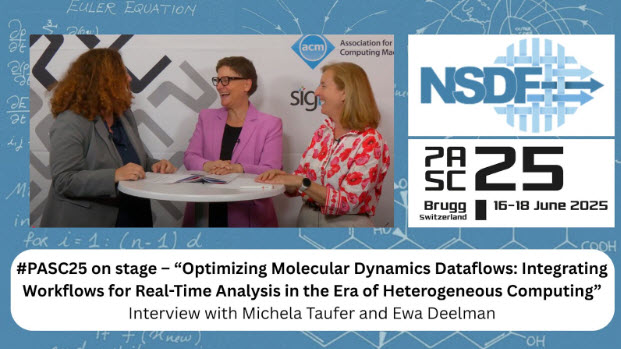 EULER EQUATION
acm
Association for
Computing Mac
sig
NSDF
PASC 25
Brugg
Switzerland
16-18 June 2025
for i = 1 : (n-1) d
COOH
#PASC25 on stage – “Optimizing Molecular Dynamics Dataflows: Integrating
Workflows for Real-Time Analysis in the Era of Heterogeneous Computing”
Interview with Michela Taufer and Ewa Deelman